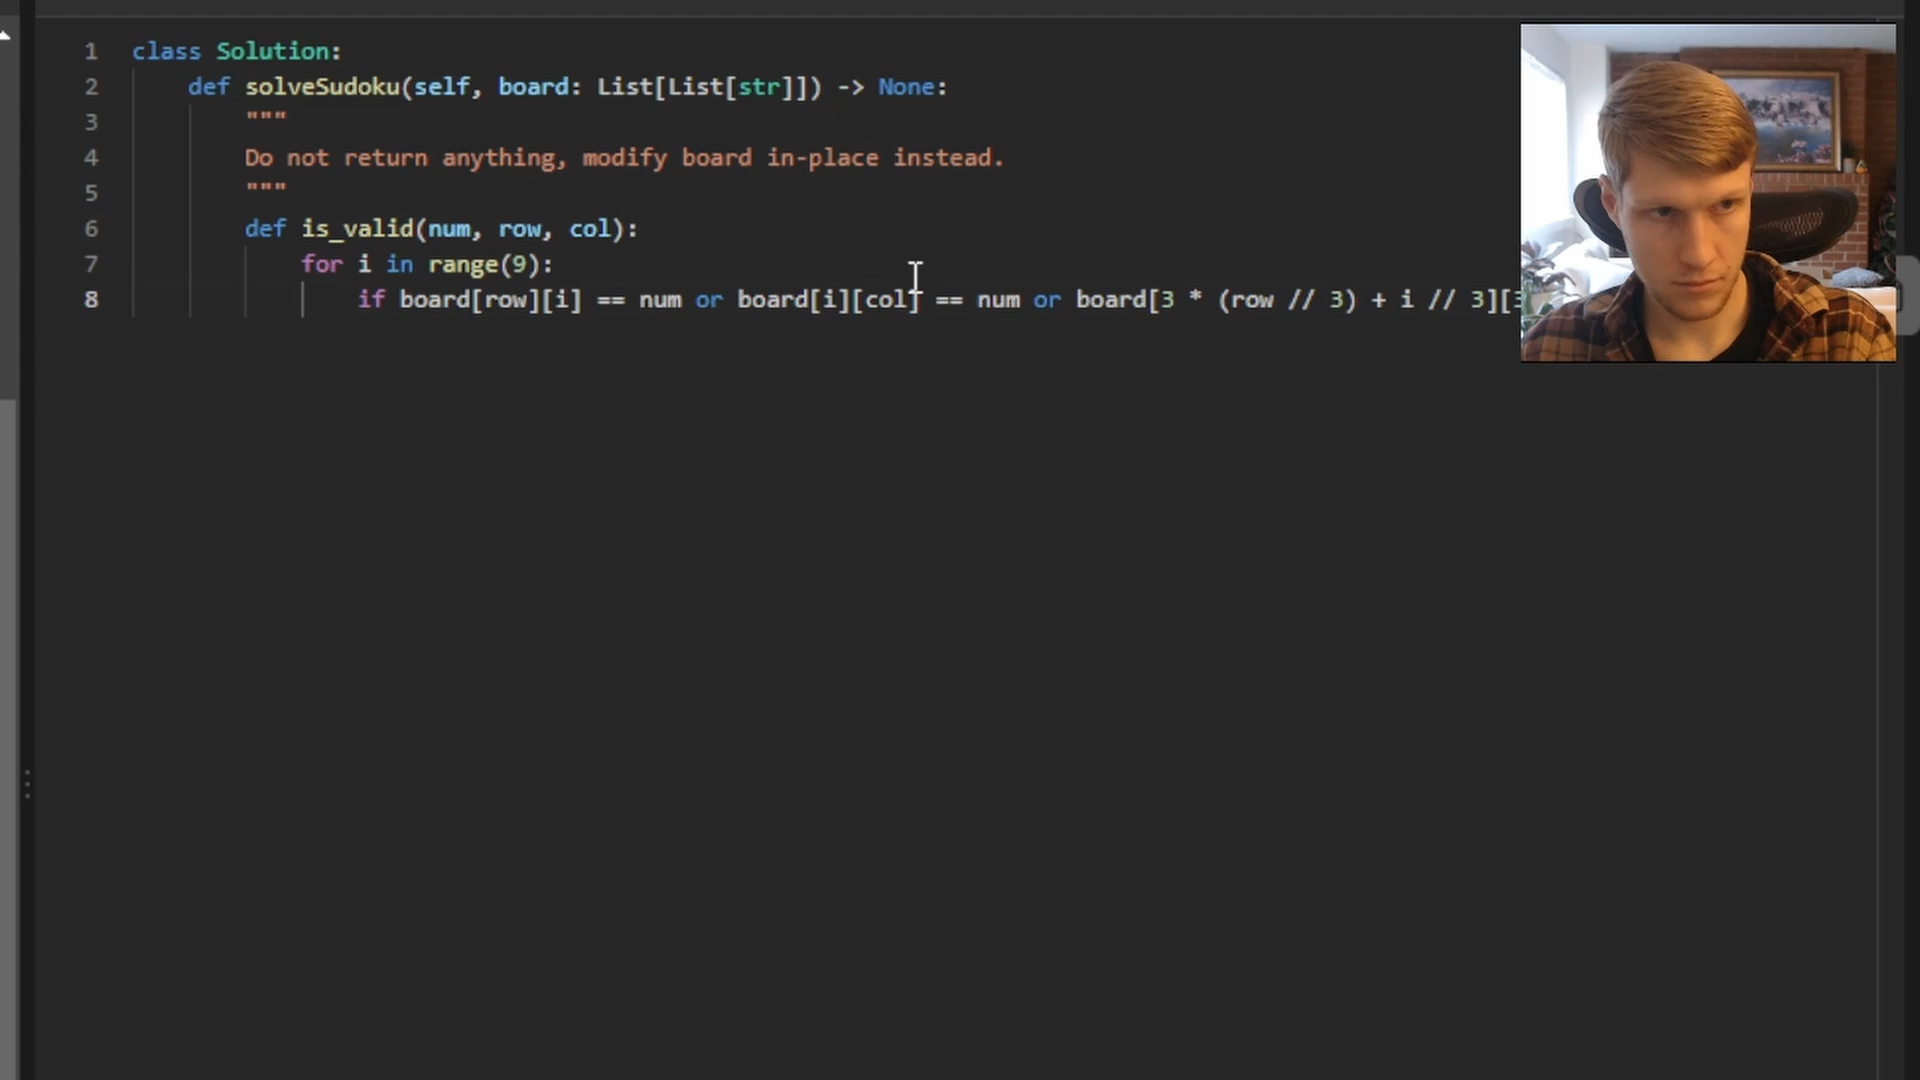 1 class Solution:
2 def solveSudoku(self, board: List[List[str]]) -> None:
3 """
4 Do not return anything, modify board in-place instead.
5 """
6 def is_valid(num, row, col):
7 for i in range(9):
8 if board[row][i] == num or board[i][col] == num or board[3 * (row // 3) + i // 3][3